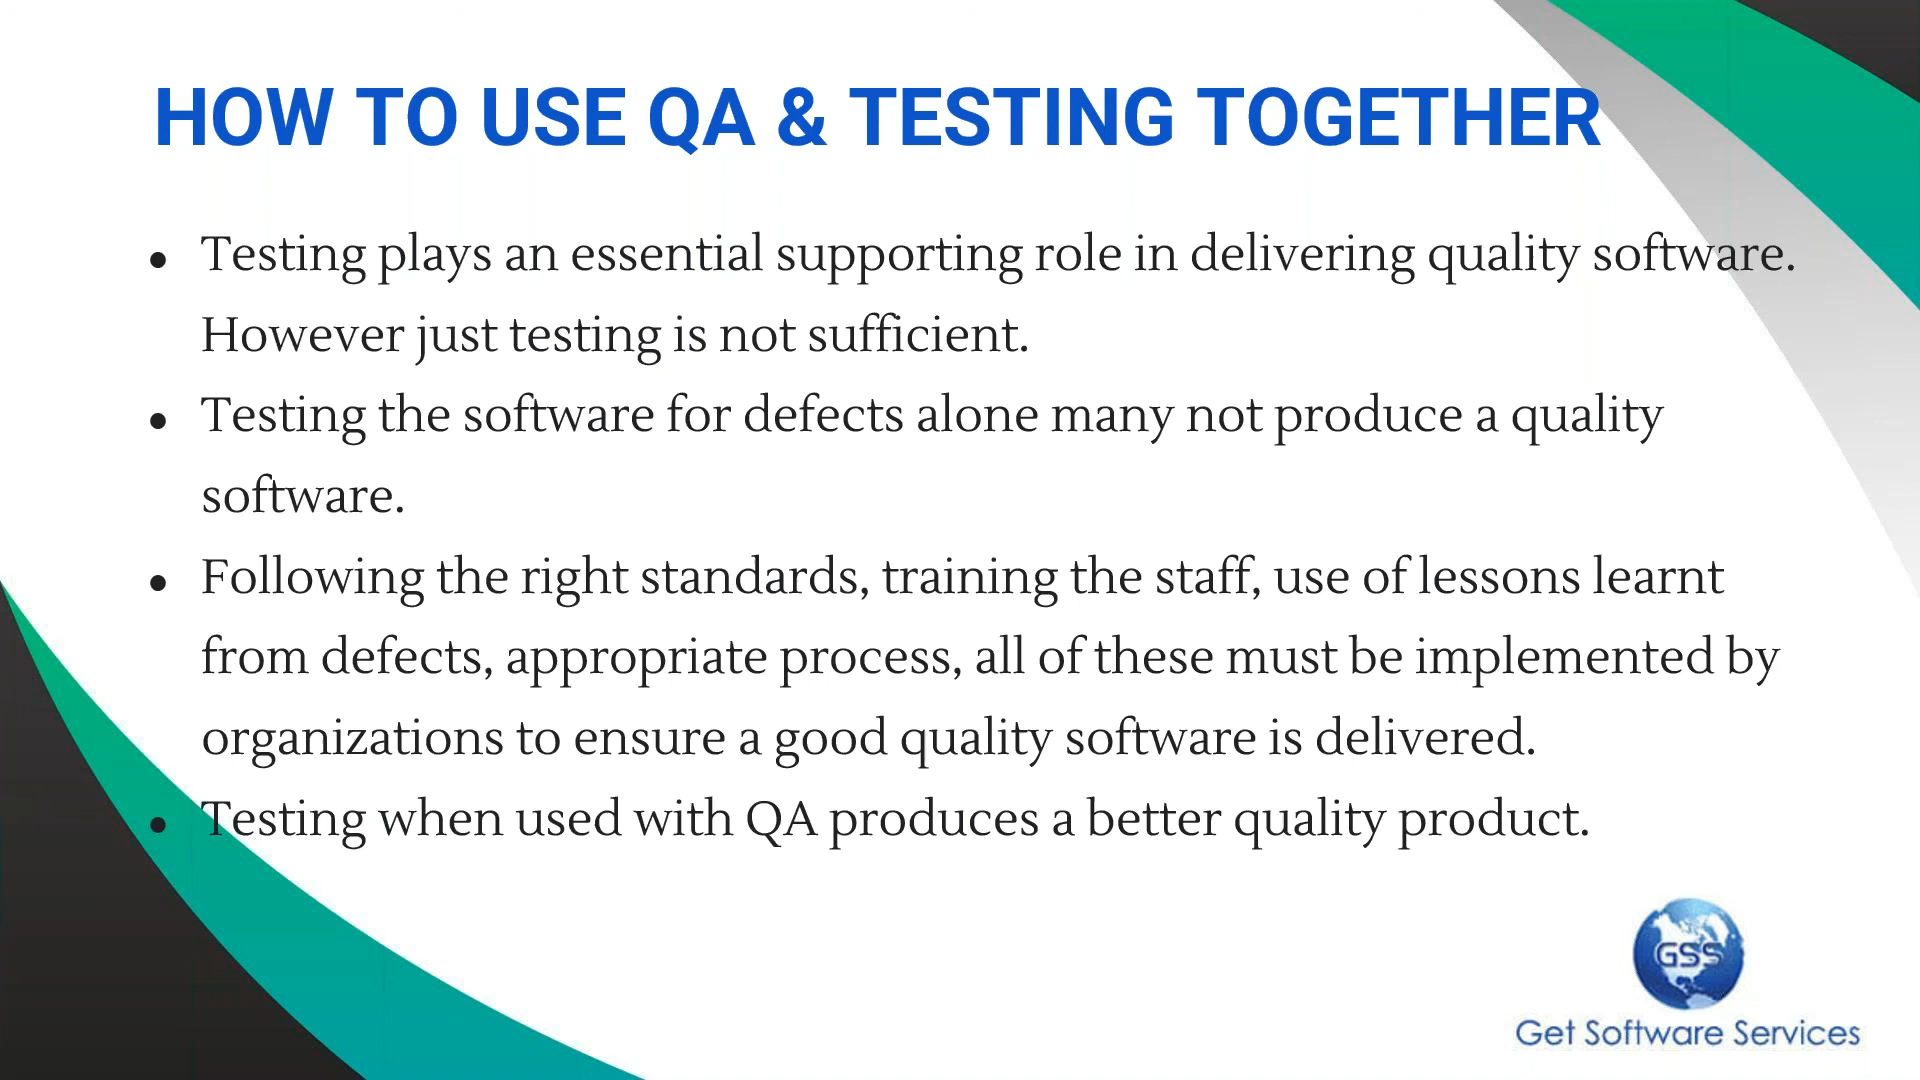 HOW TO USE QA & TESTING TOGETHER
● Testing plays an essential supporting role in delivering quality software.
However just testing is not sufficient.
● Testing the software for defects alone many not produce a quality
software.
● Following the right standards, training the staff, use of lessons learnt
from defects, appropriate process, all of these must be implemented by
organizations to ensure a good quality software is delivered.
● Testing when used with QA produces a better quality product.
GSS
Get Software Services